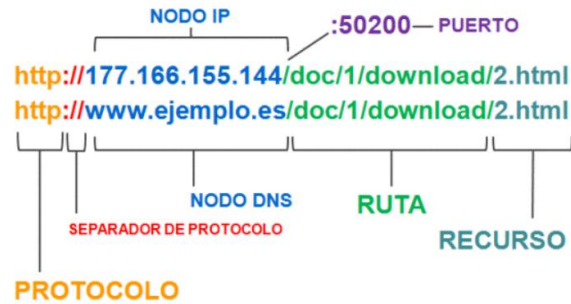 NODO IP
:50200 — PUERTO
http://177.166.155.144/doc/1/download/2.html
http://www.ejemplo.es/doc/1/download/2.html
NODO DNS
RUTA
SEPARADOR DE PROTOCOLO
RECURSO
PROTOCOLO